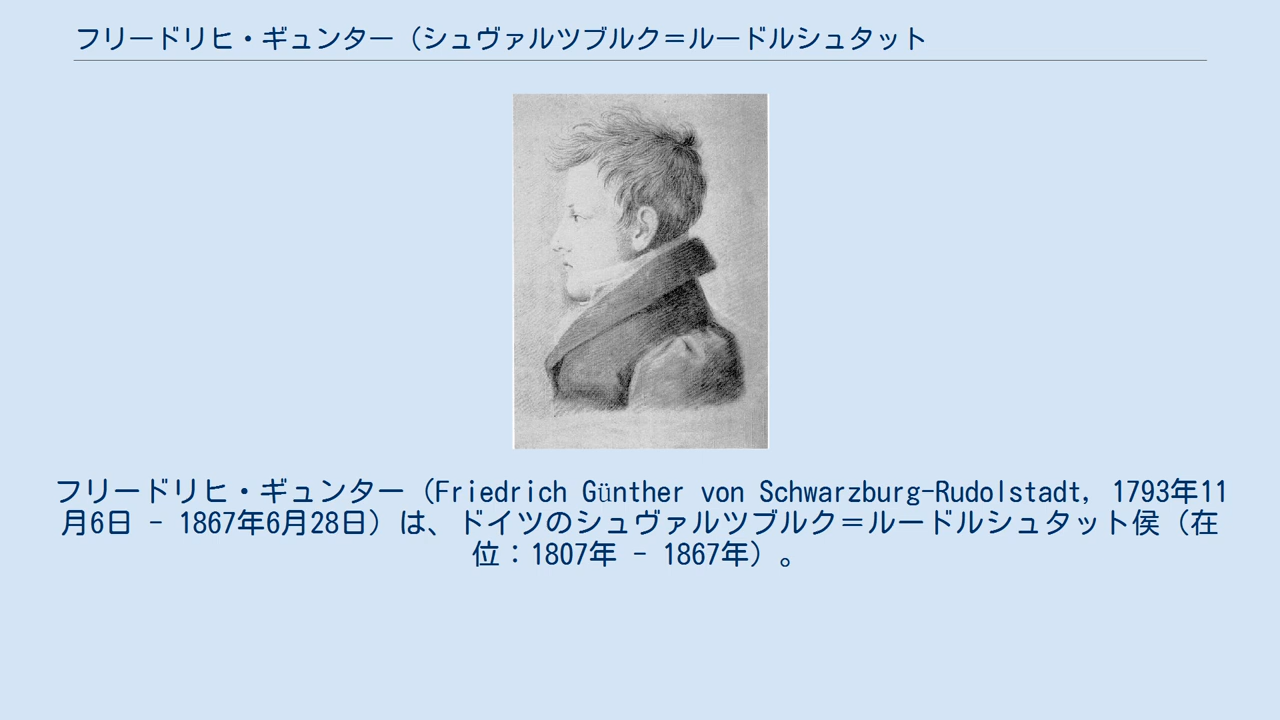 フリードリヒ・ギュンター（シュヴァルツブルク＝ルードルシュタット
フリードリヒ・ギュンター（Friedrich Günther von Schwarzburg-Rudolstadt, 1793年11
月6日 - 1867年6月28日）は、ドイツのシュヴァルツブルク＝ルードルシュタット侯（在
位：1807年 - 1867年）。